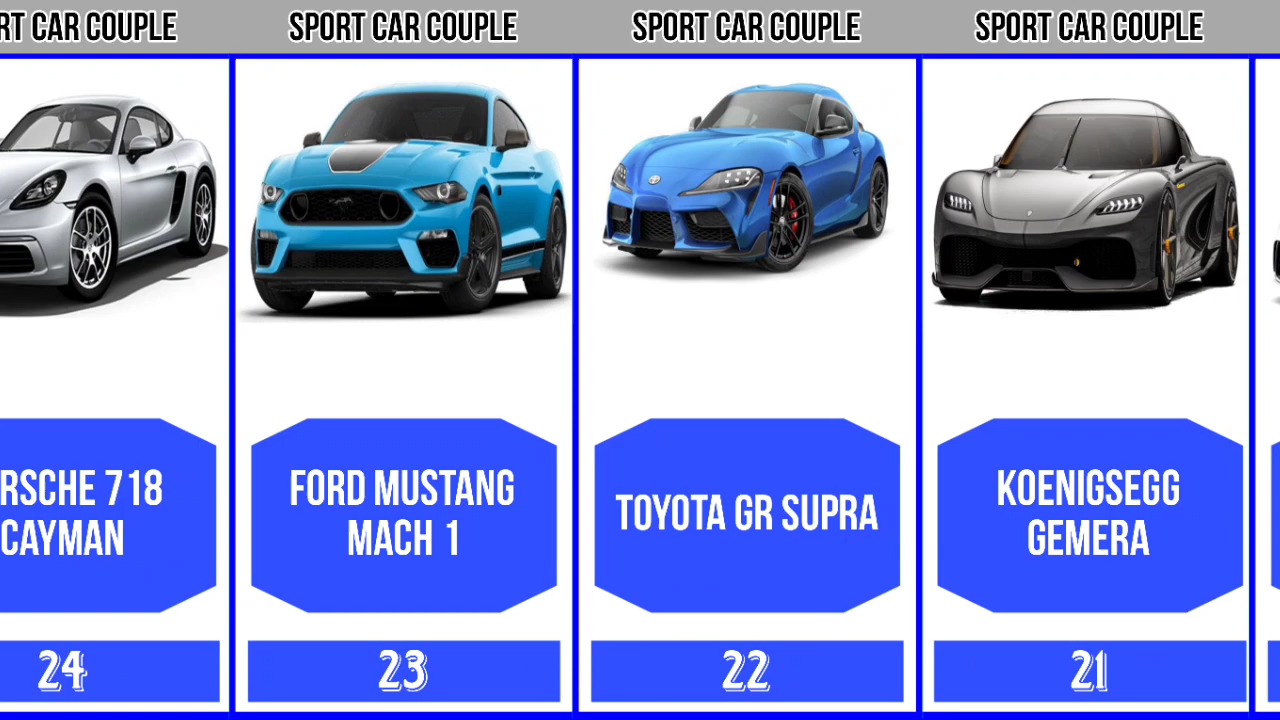 RT CAR COUPLE
SPORT CAR COUPLE
SPORT CAR COUPLE
SPORT CAR COUPLE
RSCHE 718
CAYMAN
FORD MUSTANG
MACH 1
TOYOTA GR SUPRA
KOENIGSEGG
GEMERA
24
23
22
21